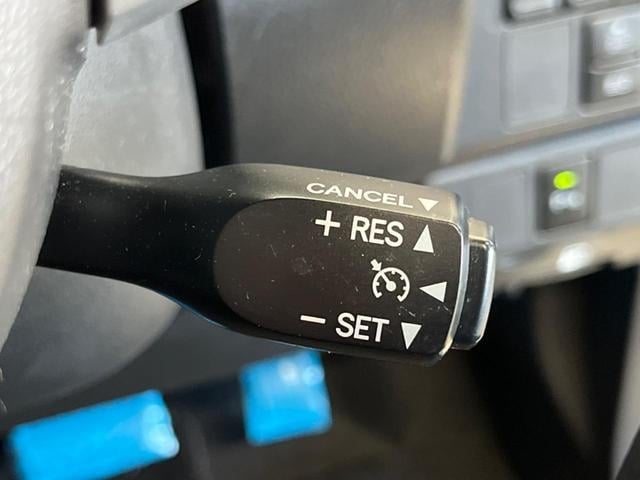 CANCEL▼
+ RES ▲
◀
− SET ▼